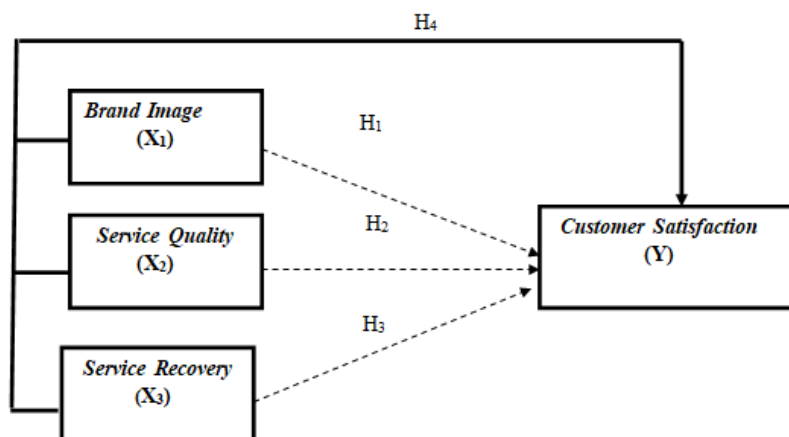 H₄
Brand Image
(X₁)
H₁
Service Quality
(X₂)
H₂
Customer Satisfaction
(Y)
H₃
Service Recovery
(X₃)